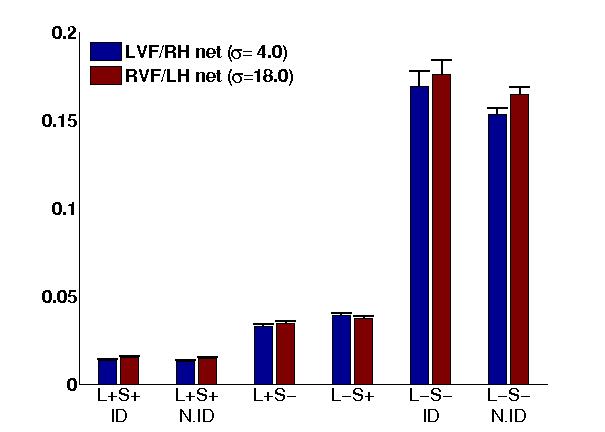 0.2
LVF/RH net (σ= 4.0)
RVF/LH net (σ=18.0)
0.15
0.1
0.05
0
L+S+ L+S+ L+S− L−S+ L−S− L−S−
ID N.ID ID N.ID